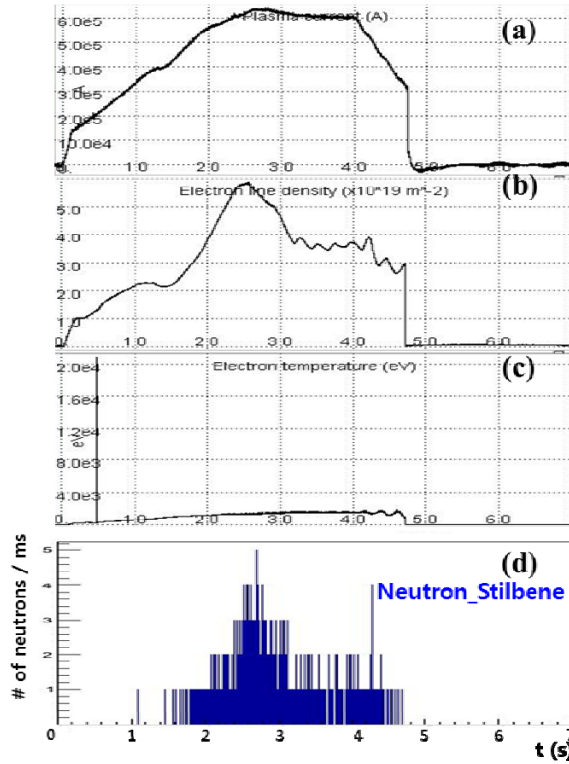 Plasma current (A)
(a)
6.0e5
5.0e5
4.0e5
3.0e5
2.0e5
10.0e4
0.
A
0. 1.0 2.0 3.0 4.0 5.0 6.0
Electron line density (x10^19 m^-2)
(b)
5.0
4.0
3.0
2.0
1.0
0. 1.0 2.0 3.0 4.0 5.0 6.0
Electron temperature (eV)
(c)
2.0e4
1.6e4
1.2e4
8.0e3
4.0e3
eV
0. 1.0 2.0 3.0 4.0 5.0 6.0
(d)
Neutron_Stilbene
# of neutrons / ms
5
4
3
2
1
0 1 2 3 4 5 6 7
t (s)